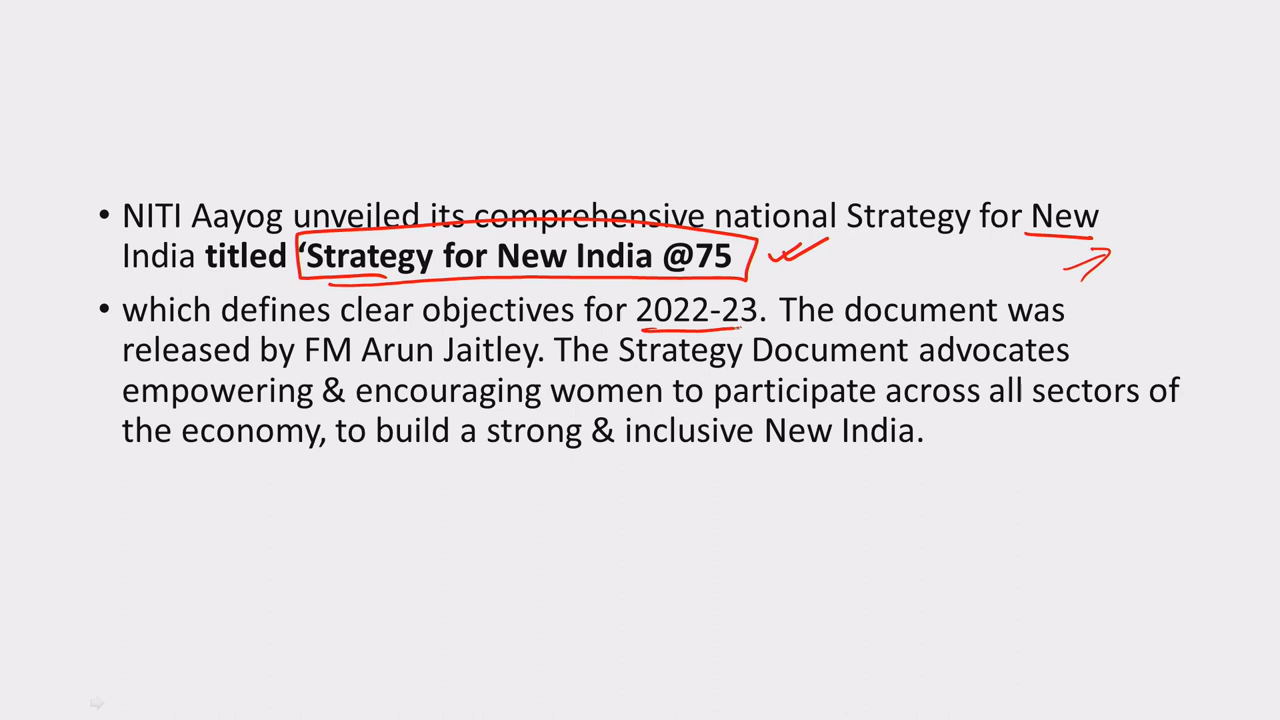 • NITI Aayog unveiled its comprehensive national Strategy for New
India titled ‘Strategy for New India @75
• which defines clear objectives for 2022-23. The document was
released by FM Arun Jaitley. The Strategy Document advocates
empowering & encouraging women to participate across all sectors of
the economy, to build a strong & inclusive New India.